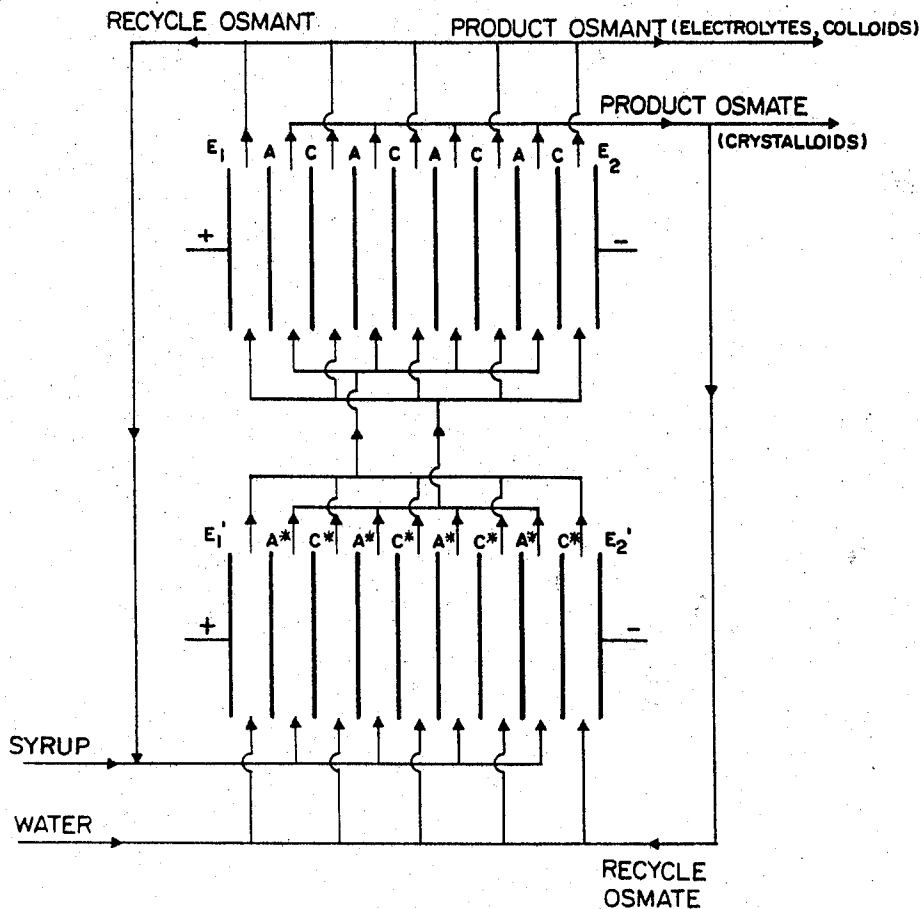 RECYCLE OSMANT
PRODUCT OSMANT (ELECTROLYTES, COLLOIDS)
PRODUCT OSMATE
(CRYSTALLOIDS)
E₁ A C A C A C A C E₂
+ −
E₁' A* C* A* C* A* C* A* C* E₂'
+ −
SYRUP
WATER
RECYCLE
OSMATE